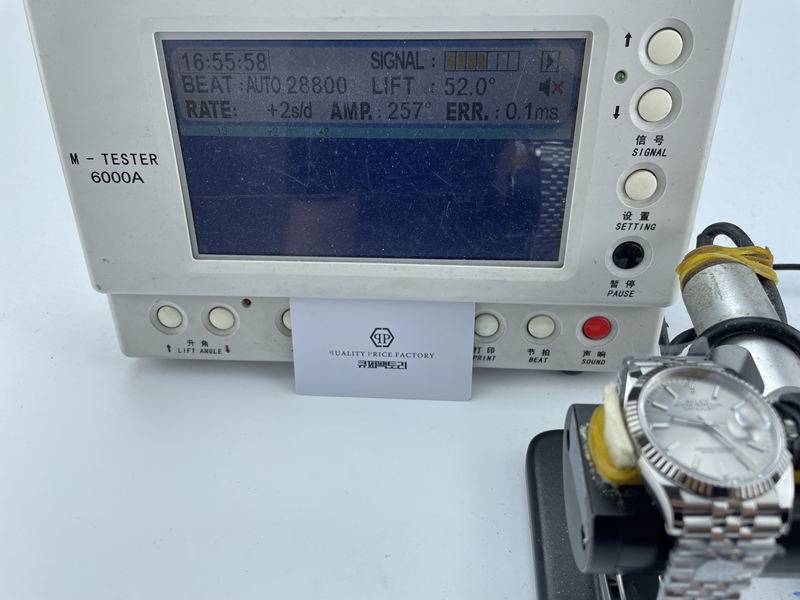 16:55:58 SIGNAL :
BEAT : AUTO 28800 LIFT : 52.0°
RATE: +2s/d AMP. : 257° ERR. : 0.1ms
M - TESTER
6000A
信号
SIGNAL
设置
SETTING
暂停
PAUSE
升角
LIFT ANGLE
打印
PRINT
节拍
BEAT
声响
SOUND
QUALITY PRICE FACTORY
큐피팩토리
ROLEX